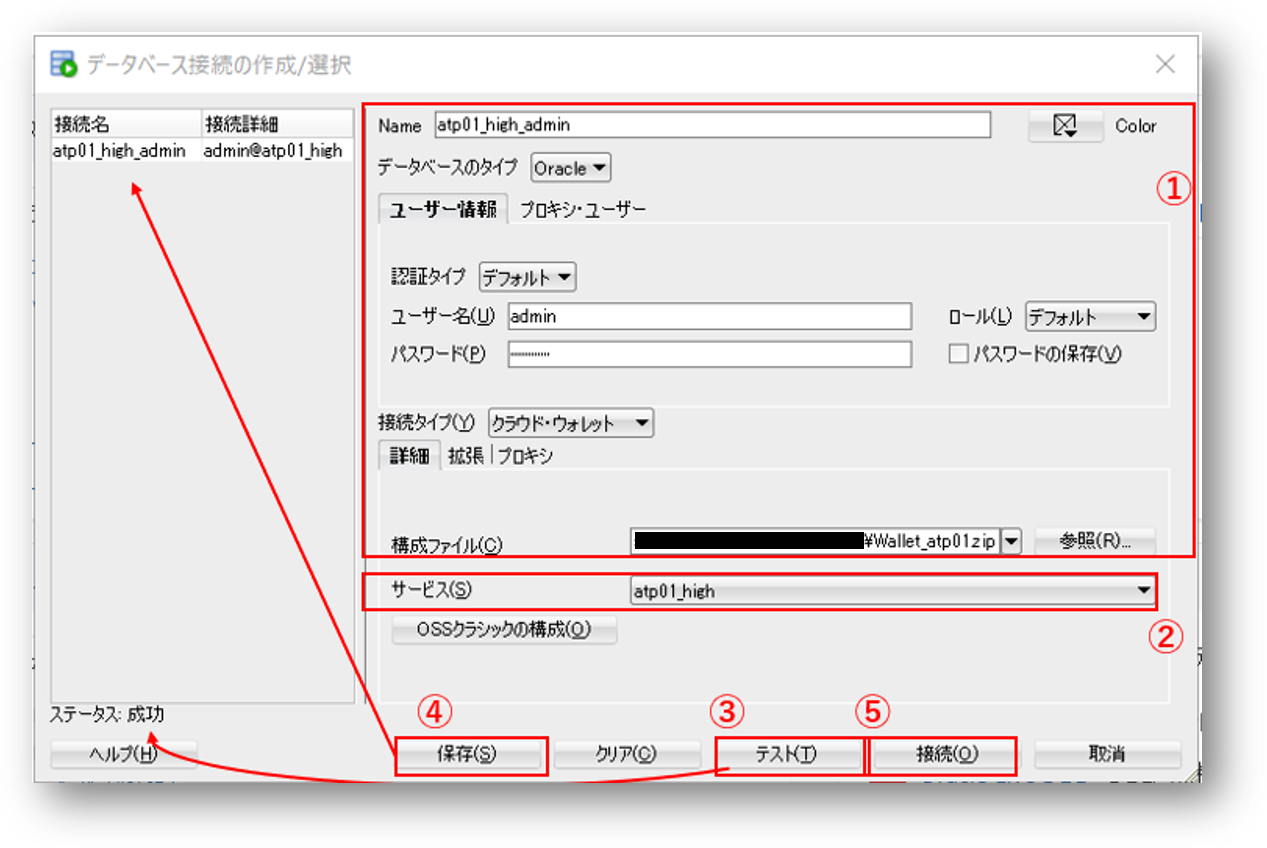 データベース接続の作成/選択
接続名 接続詳細
atp01_high_admin admin@atp01_high
Name atp01_high_admin Color
データベースのタイプ Oracle
①
ユーザー情報 プロキシ・ユーザー
認証タイプ デフォルト
ユーザー名(U) admin ロール(L) デフォルト
パスワード(P) パスワードの保存(V)
接続タイプ(Y) クラウド・ウォレット
詳細 拡張 プロキシ
構成ファイル(C) ¥Wallet_atp01.zip 参照(R)...
サービス(S) atp01_high
OSSクラシックの構成(O)
②
ステータス: 成功
④ ③ ⑤
ヘルプ(H) 保存(S) クリア(C) テスト(T) 接続(O) 取消